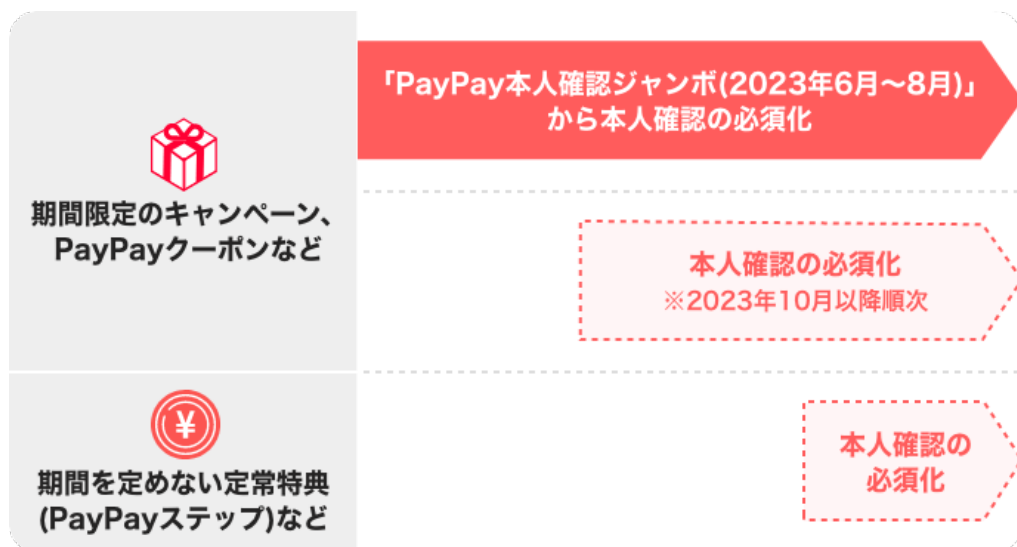 「PayPay本人確認ジャンボ(2023年6月〜8月)」
から本人確認の必須化
期間限定のキャンペーン、
PayPayクーポンなど
本人確認の必須化
※2023年10月以降順次
¥
期間を定めない定常特典
(PayPayステップ)など
本人確認の
必須化